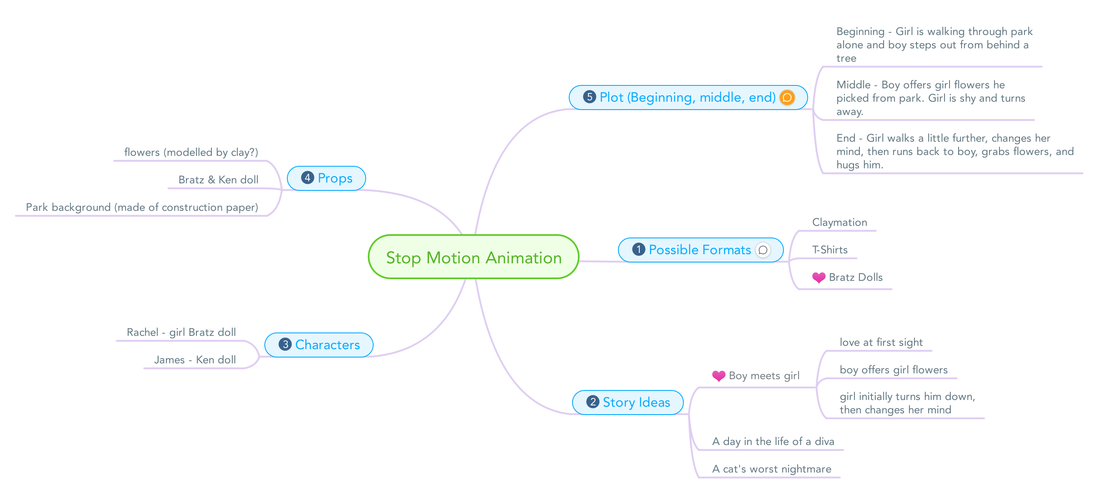 Stop Motion Animation
1 Possible Formats
Claymation
T-Shirts
Bratz Dolls
2 Story Ideas
Boy meets girl
love at first sight
boy offers girl flowers
girl initially turns him down,
then changes her mind
A day in the life of a diva
A cat's worst nightmare
3 Characters
Rachel - girl Bratz doll
James - Ken doll
4 Props
flowers (modelled by clay?)
Bratz & Ken doll
Park background (made of construction paper)
5 Plot (Beginning, middle, end)
Beginning - Girl is walking through park
alone and boy steps out from behind a
tree
Middle - Boy offers girl flowers he
picked from park. Girl is shy and turns
away.
End - Girl walks a little further, changes her
mind, then runs back to boy, grabs flowers, and
hugs him.